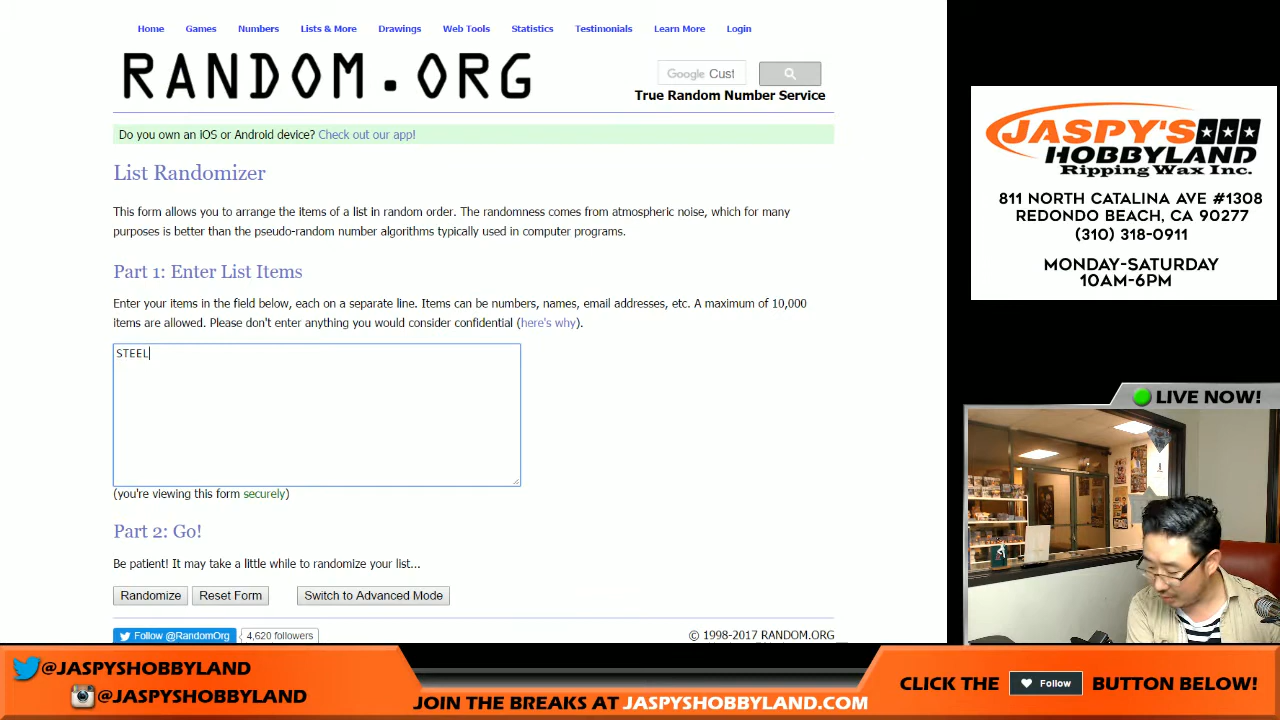 Home Games Numbers Lists & More Drawings Web Tools Statistics Testimonials Learn More Login
RANDOM.ORG
Google Cust
True Random Number Service
Do you own an iOS or Android device? Check out our app!
List Randomizer
This form allows you to arrange the items of a list in random order. The randomness comes from atmospheric noise, which for many
purposes is better than the pseudo-random number algorithms typically used in computer programs.
Part 1: Enter List Items
Enter your items in the field below, each on a separate line. Items can be numbers, names, email addresses, etc. A maximum of 10,000
items are allowed. Please don't enter anything you would consider confidential (here's why).
STEEL
(you're viewing this form securely)
Part 2: Go!
Be patient! It may take a little while to randomize your list...
Randomize Reset Form Switch to Advanced Mode
Follow @RandomOrg 4,620 followers
© 1998-2017 RANDOM.ORG
JASPY'S
HOBBYLAND
Ripping Wax Inc.
811 NORTH CATALINA AVE #1308
REDONDO BEACH, CA 90277
(310) 318-0911
MONDAY-SATURDAY
10AM-6PM
LIVE NOW!
@JASPYSHOBBYLAND
@JASPYSHOBBYLAND
JOIN THE BREAKS AT JASPYSHOBBYLAND.COM
CLICK THE Follow BUTTON BELOW!